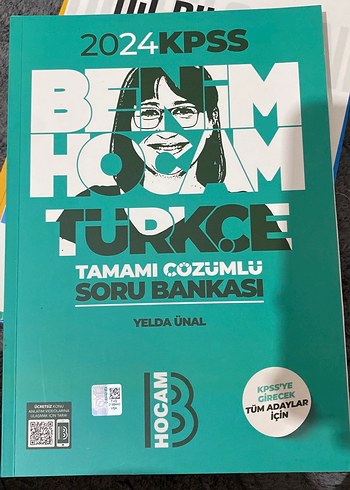 2024 KPSS
BENİM
HOCAM
TÜRKÇE
TAMAMI ÇÖZÜMLÜ
SORU BANKASI
YELDA ÜNAL
KPSS'YE
GİRECEK
TÜM ADAYLAR
İÇİN
HOCAM
B
ÜCRETSİZ